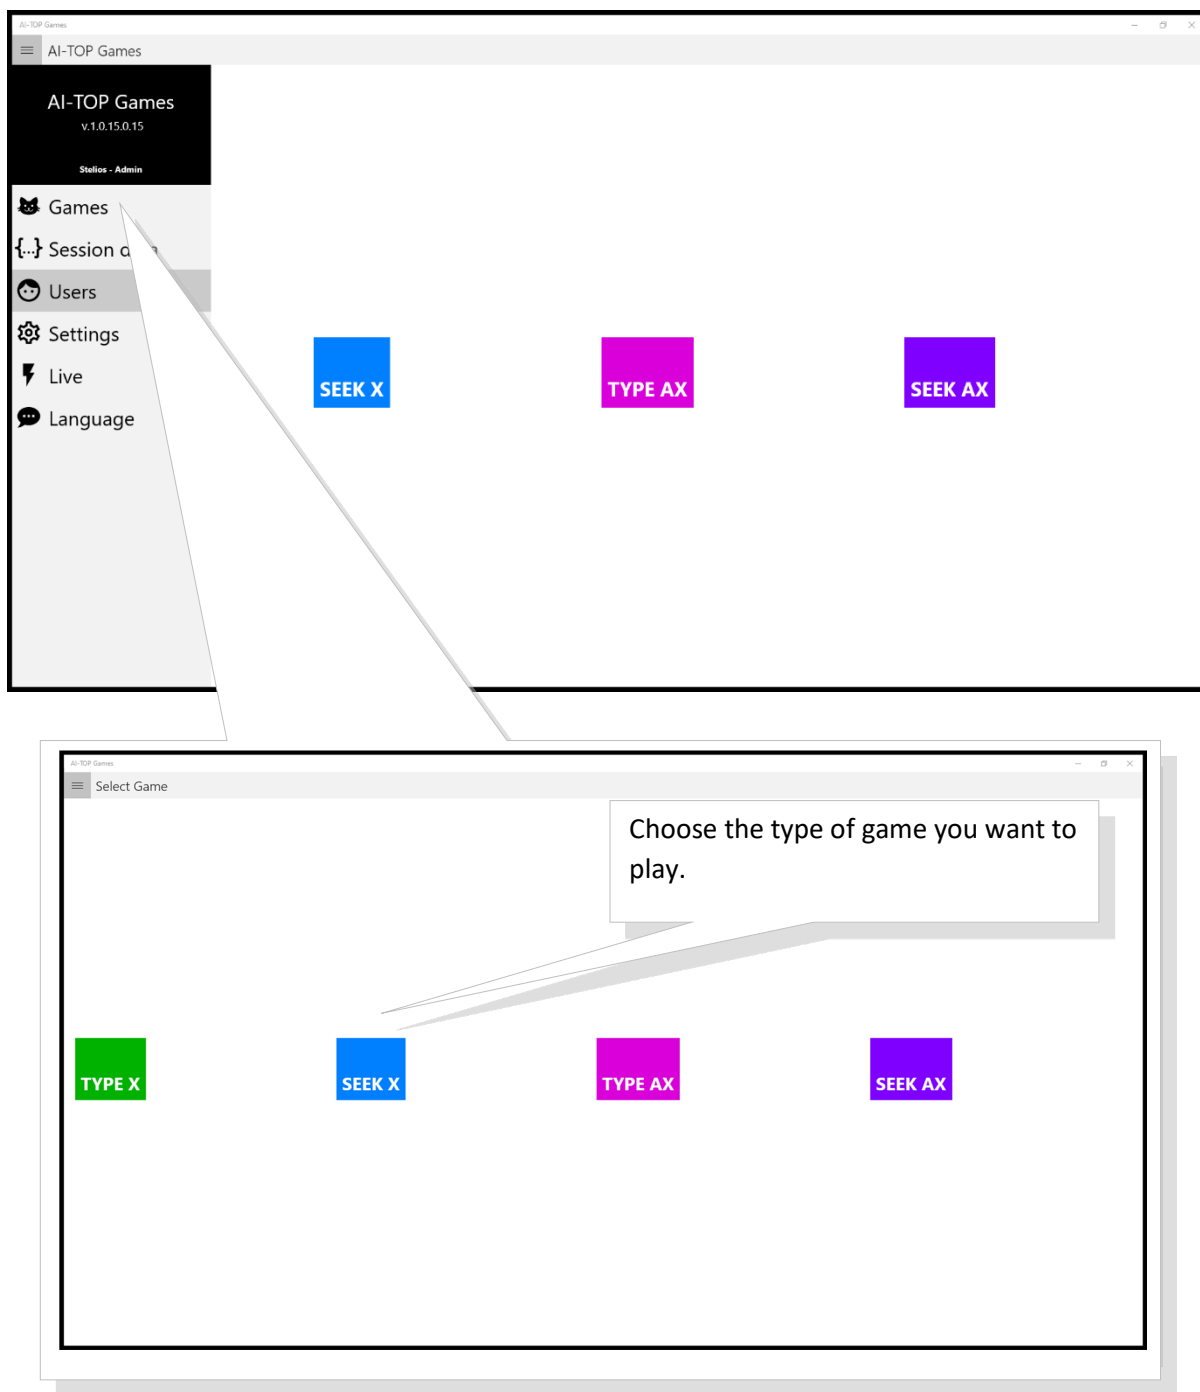 AI-TOP Games
AI-TOP Games
AI-TOP Games
v.1.0.15.0.15
Stelios - Admin
Games
{...} Session
Users
Settings
Live
Language
SEEK X
TYPE AX
SEEK AX
AI-TOP Games
Select Game
Choose the type of game you want to
play.
TYPE X
SEEK X
TYPE AX
SEEK AX